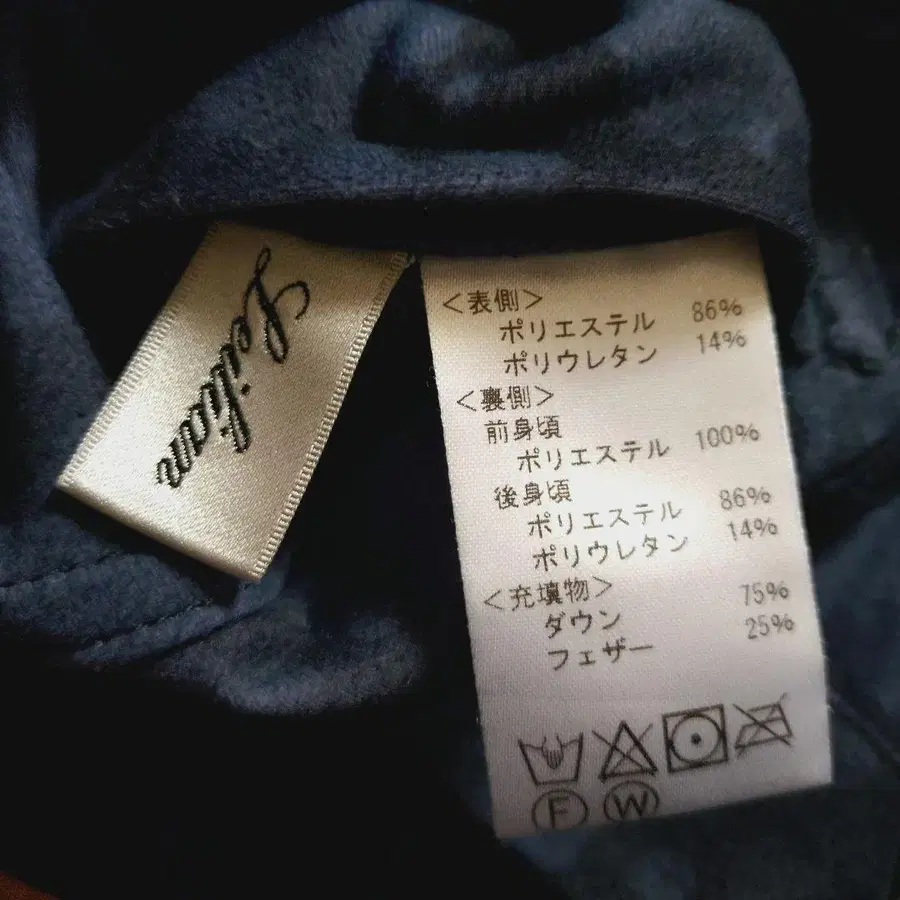 Leilian
<表側>
ポリエステル 86%
ポリウレタン 14%
<裏側>
前身頃
ポリエステル 100%
後身頃
ポリエステル 86%
ポリウレタン 14%
<充填物>
ダウン 75%
フェザー 25%
F W